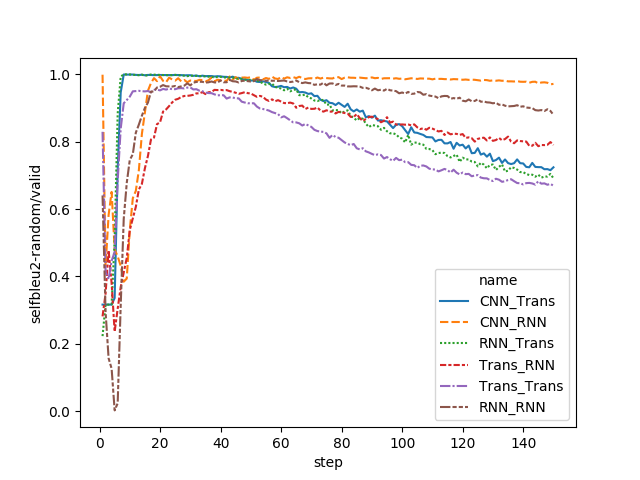 1.0
0.8
0.6
0.4
0.2
0.0
selfbleu2-random/valid
0 20 40 60 80 100 120 140
step
name
CNN_Trans
CNN_RNN
RNN_Trans
Trans_RNN
Trans_Trans
RNN_RNN